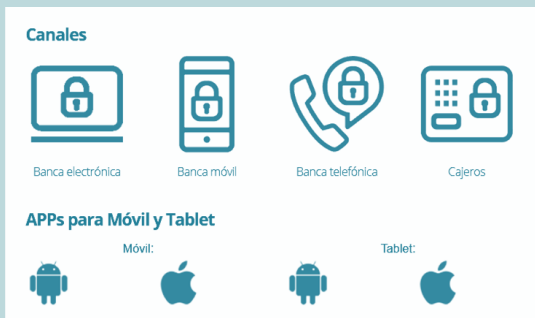 Canales
Banca electrónica Banca móvil Banca telefónica Cajeros
APPs para Móvil y Tablet
Móvil: Tablet: